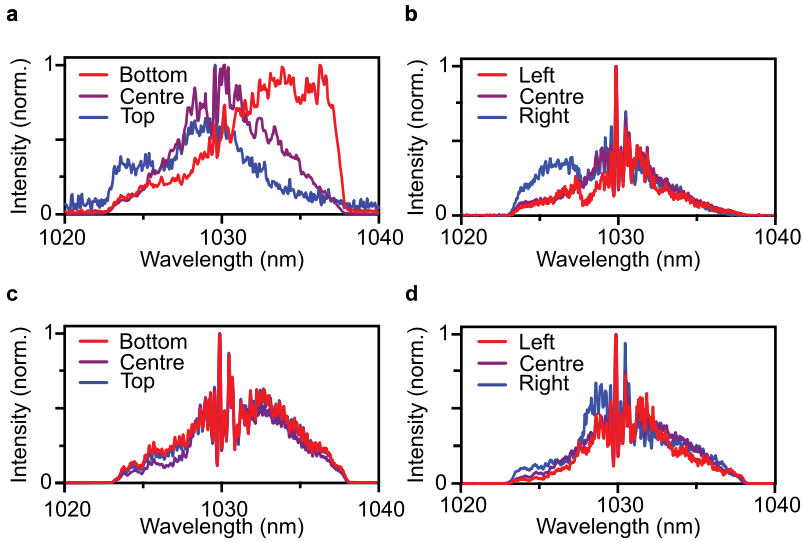 a
Intensity (norm.)
1
0
Bottom
Centre
Top
1020
1030
1040
Wavelength (nm)
b
Intensity (norm.)
1
0
Left
Centre
Right
1020
1030
1040
Wavelength (nm)
c
Intensity (norm.)
1
0
Bottom
Centre
Top
1020
1030
1040
Wavelength (nm)
d
Intensity (norm.)
1
0
Left
Centre
Right
1020
1030
1040
Wavelength (nm)